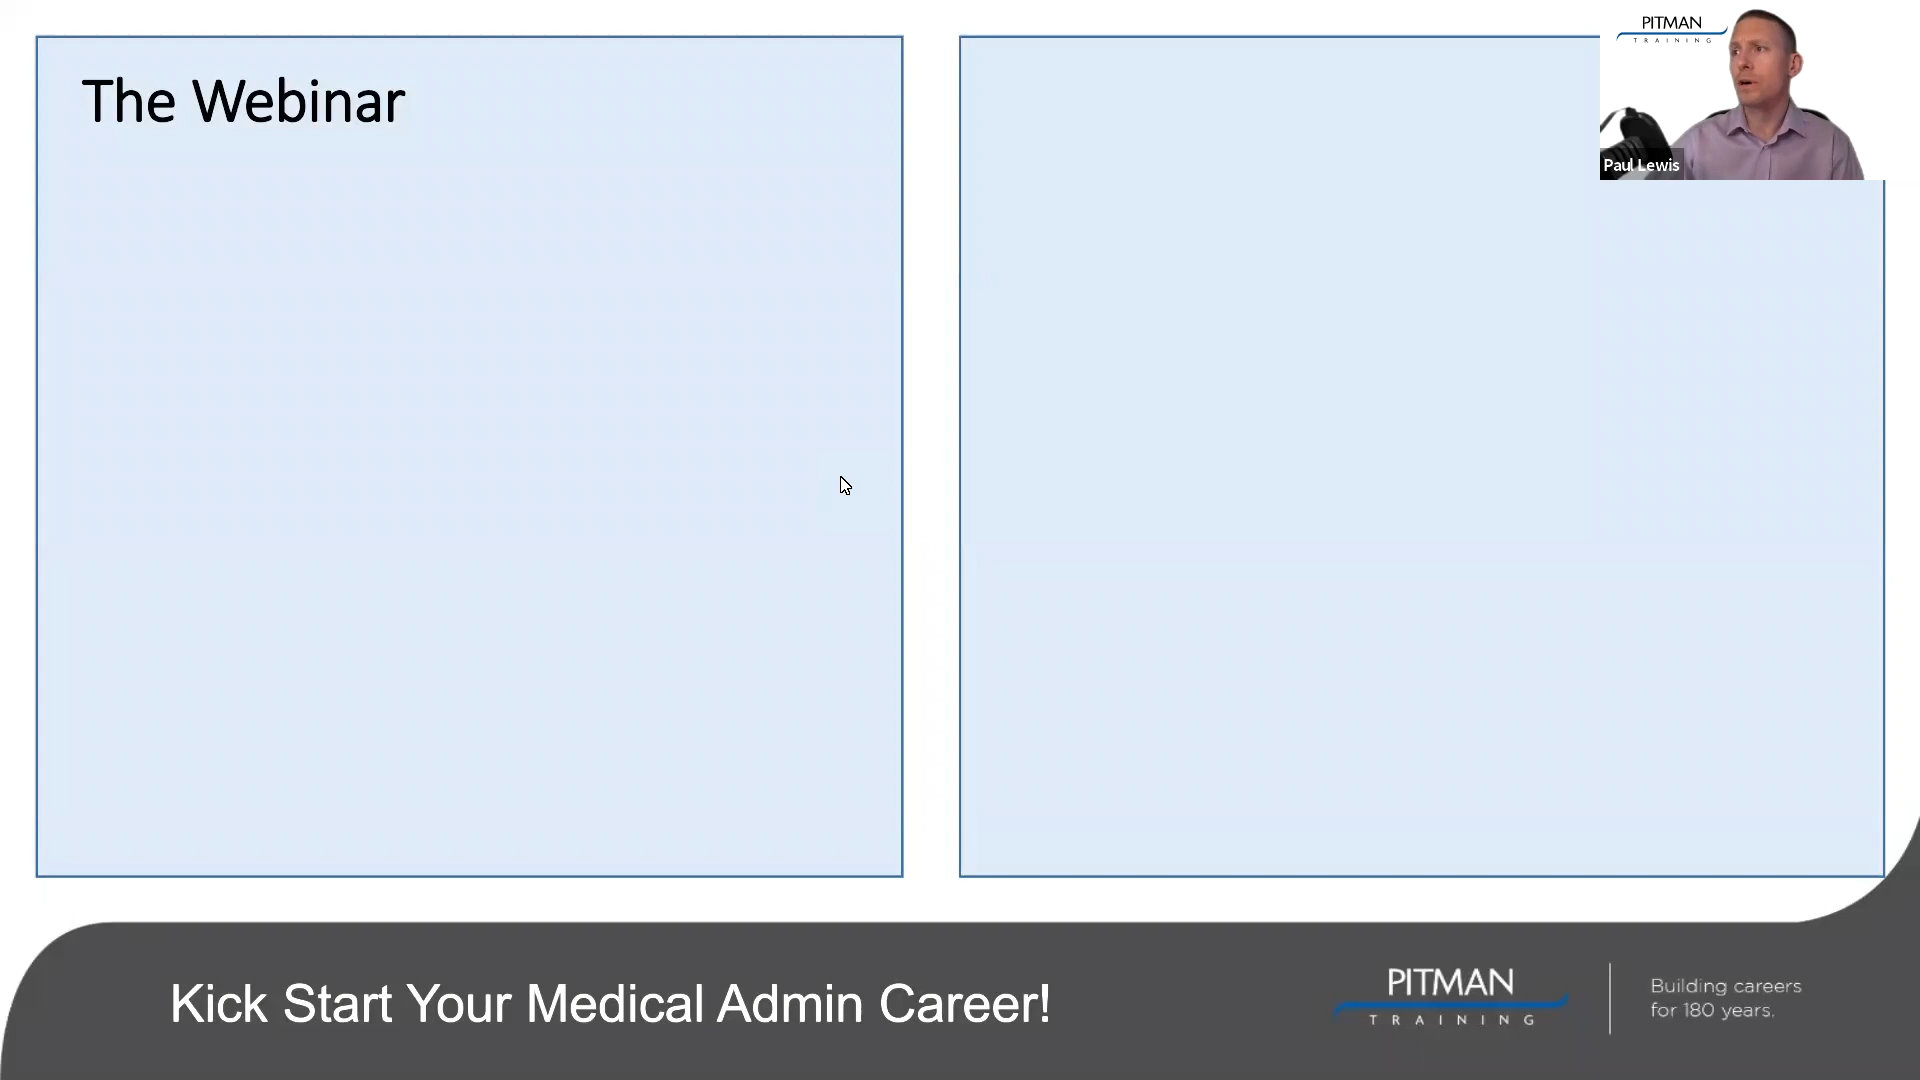 The Webinar
PITMAN
TRAINING
Paul Lewis
Kick Start Your Medical Admin Career!
PITMAN
TRAINING
Building careers
for 180 years.